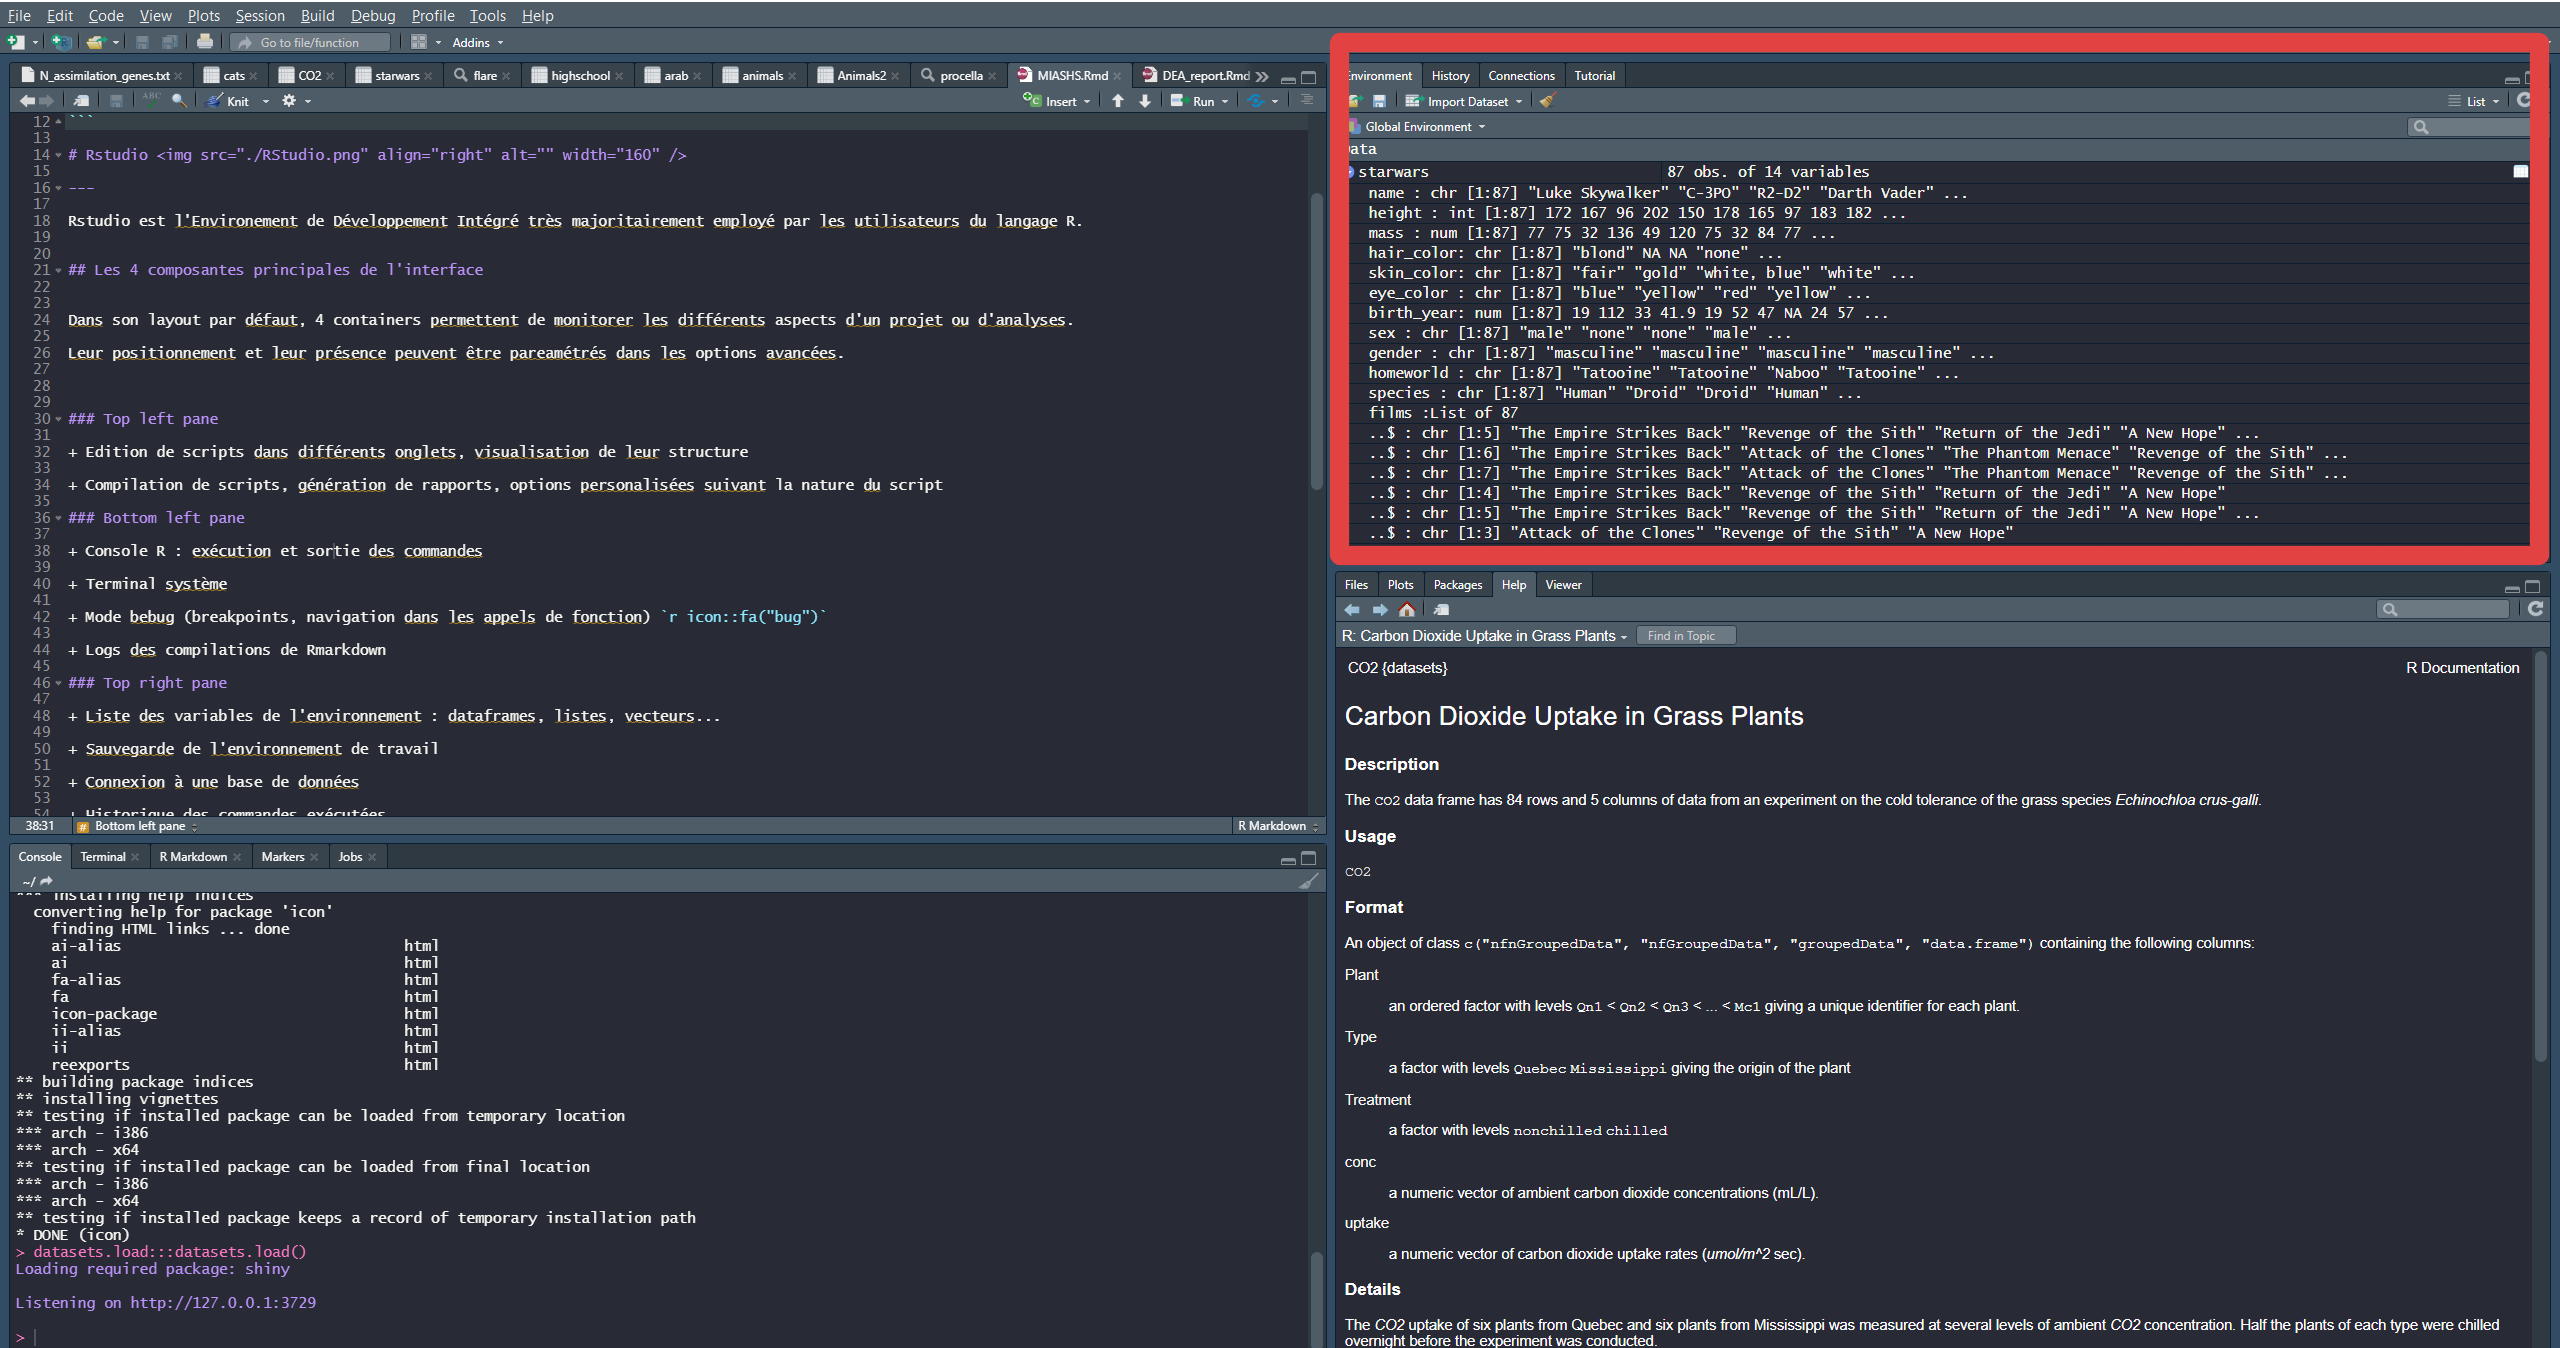 File Edit Code View Plots Session Build Debug Profile Tools Help
Go to file/function Addins
N_assimilation_genes.txt cats CO2 starwars flare highschool arab animals Animals2 procella MIASHS.Rmd DEA_report.Rmd
ABC Knit Insert Run
12 ```
13
14 # Rstudio <img src="./RStudio.png" align="right" alt="" width="160" />
15
16 ---
17
18 Rstudio est l'Environement de Développement Intégré très majoritairement employé par les utilisateurs du langage R.
19
20
21 ## Les 4 composantes principales de l'interface
22
23
24 Dans son layout par défaut, 4 containers permettent de monitorer les différents aspects d'un projet ou d'analyses.
25
26 Leur positionnement et leur présence peuvent être pareamétrés dans les options avancées.
27
28
29
30 ### Top left pane
31
32 + Edition de scripts dans différents onglets, visualisation de leur structure
33
34 + Compilation de scripts, génération de rapports, options personalisées suivant la nature du script
35
36 ### Bottom left pane
37
38 + Console R : exécution et sortie des commandes
39
40 + Terminal système
41
42 + Mode bebug (breakpoints, navigation dans les appels de fonction) `r icon::fa("bug")`
43
44 + Logs des compilations de Rmarkdown
45
46 ### Top right pane
47
48 + Liste des variables de l'environnement : dataframes, listes, vecteurs...
49
50 + Sauvegarde de l'environnement de travail
51
52 + Connexion à une base de données
53
54 + Historique des commandes exécutées
38:31 # Bottom left pane R Markdown
Console Terminal R Markdown Markers Jobs
~/
*** installing help indices
converting help for package 'icon'
finding HTML links ... done
ai-alias html
ai html
fa-alias html
fa html
icon-package html
ii-alias html
ii html
reexports html
** building package indices
** installing vignettes
** testing if installed package can be loaded from temporary location
*** arch - i386
*** arch - x64
** testing if installed package can be loaded from final location
*** arch - i386
*** arch - x64
** testing if installed package keeps a record of temporary installation path
* DONE (icon)
> datasets.load:::datasets.load()
Loading required package: shiny
Listening on http://127.0.0.1:3729
>
Environment History Connections Tutorial
Import Dataset List
Global Environment
ata
starwars 87 obs. of 14 variables
name : chr [1:87] "Luke Skywalker" "C-3PO" "R2-D2" "Darth Vader" ...
height : int [1:87] 172 167 96 202 150 178 165 97 183 182 ...
mass : num [1:87] 77 75 32 136 49 120 75 32 84 77 ...
hair_color: chr [1:87] "blond" NA NA "none" ...
skin_color: chr [1:87] "fair" "gold" "white, blue" "white" ...
eye_color : chr [1:87] "blue" "yellow" "red" "yellow" ...
birth_year: num [1:87] 19 112 33 41.9 19 52 47 NA 24 57 ...
sex : chr [1:87] "male" "none" "none" "male" ...
gender : chr [1:87] "masculine" "masculine" "masculine" "masculine" ...
homeworld : chr [1:87] "Tatooine" "Tatooine" "Naboo" "Tatooine" ...
species : chr [1:87] "Human" "Droid" "Droid" "Human" ...
films :List of 87
..$ : chr [1:5] "The Empire Strikes Back" "Revenge of the Sith" "Return of the Jedi" "A New Hope" ...
..$ : chr [1:6] "The Empire Strikes Back" "Attack of the Clones" "The Phantom Menace" "Revenge of the Sith" ...
..$ : chr [1:7] "The Empire Strikes Back" "Attack of the Clones" "The Phantom Menace" "Revenge of the Sith" ...
..$ : chr [1:4] "The Empire Strikes Back" "Revenge of the Sith" "Return of the Jedi" "A New Hope"
..$ : chr [1:5] "The Empire Strikes Back" "Revenge of the Sith" "Return of the Jedi" "A New Hope" ...
..$ : chr [1:3] "Attack of the Clones" "Revenge of the Sith" "A New Hope"
Files Plots Packages Help Viewer
R: Carbon Dioxide Uptake in Grass Plants Find in Topic
CO2 {datasets} R Documentation
Carbon Dioxide Uptake in Grass Plants
Description
The CO2 data frame has 84 rows and 5 columns of data from an experiment on the cold tolerance of the grass species Echinochloa crus-galli.
Usage
CO2
Format
An object of class c("nfnGroupedData", "nfGroupedData", "groupedData", "data.frame") containing the following columns:
Plant
an ordered factor with levels Qn1 < Qn2 < Qn3 < ... < Mc1 giving a unique identifier for each plant.
Type
a factor with levels Quebec Mississippi giving the origin of the plant
Treatment
a factor with levels nonchilled chilled
conc
a numeric vector of ambient carbon dioxide concentrations (mL/L).
uptake
a numeric vector of carbon dioxide uptake rates (umol/m^2 sec).
Details
The CO2 uptake of six plants from Quebec and six plants from Mississippi was measured at several levels of ambient CO2 concentration. Half the plants of each type were chilled
overnight before the experiment was conducted.